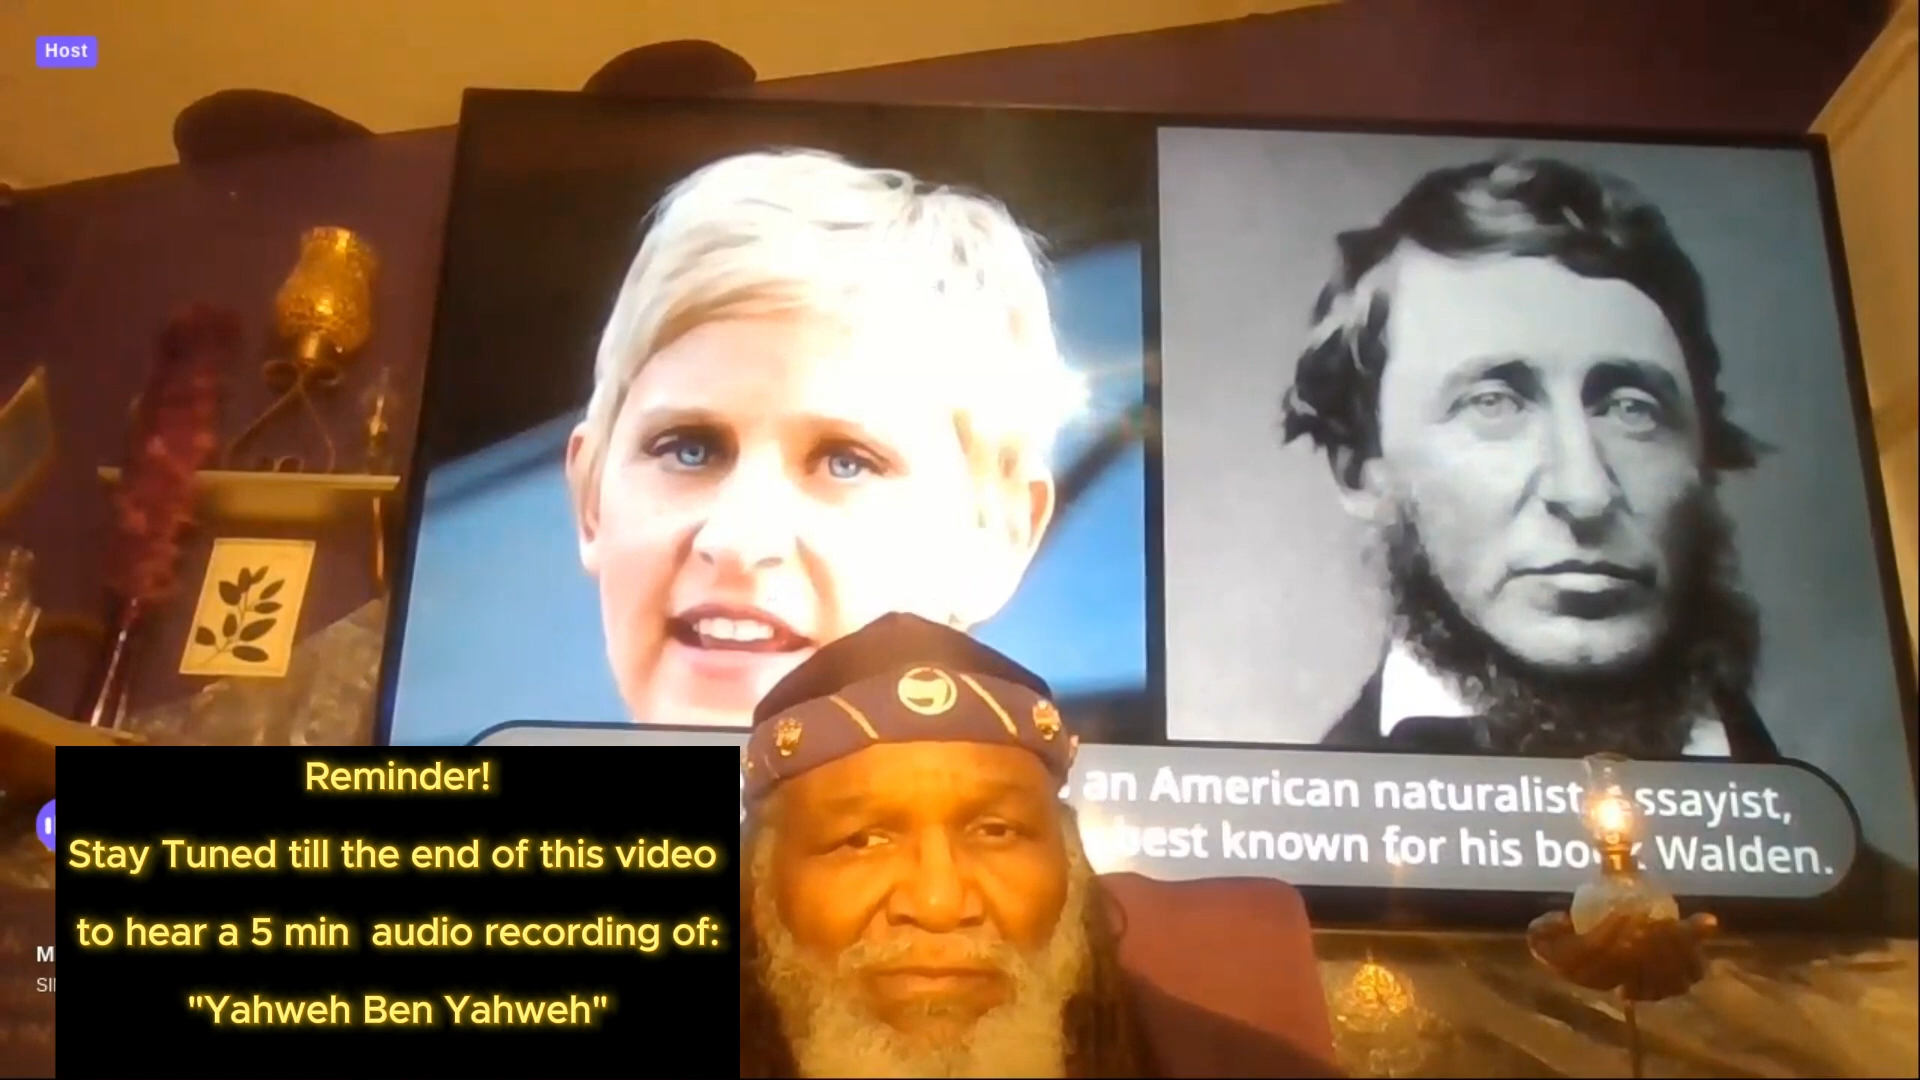 Host
an American naturalist, essayist,
best known for his book Walden.
Reminder!
Stay Tuned till the end of this video
to hear a 5 min audio recording of:
"Yahweh Ben Yahweh"